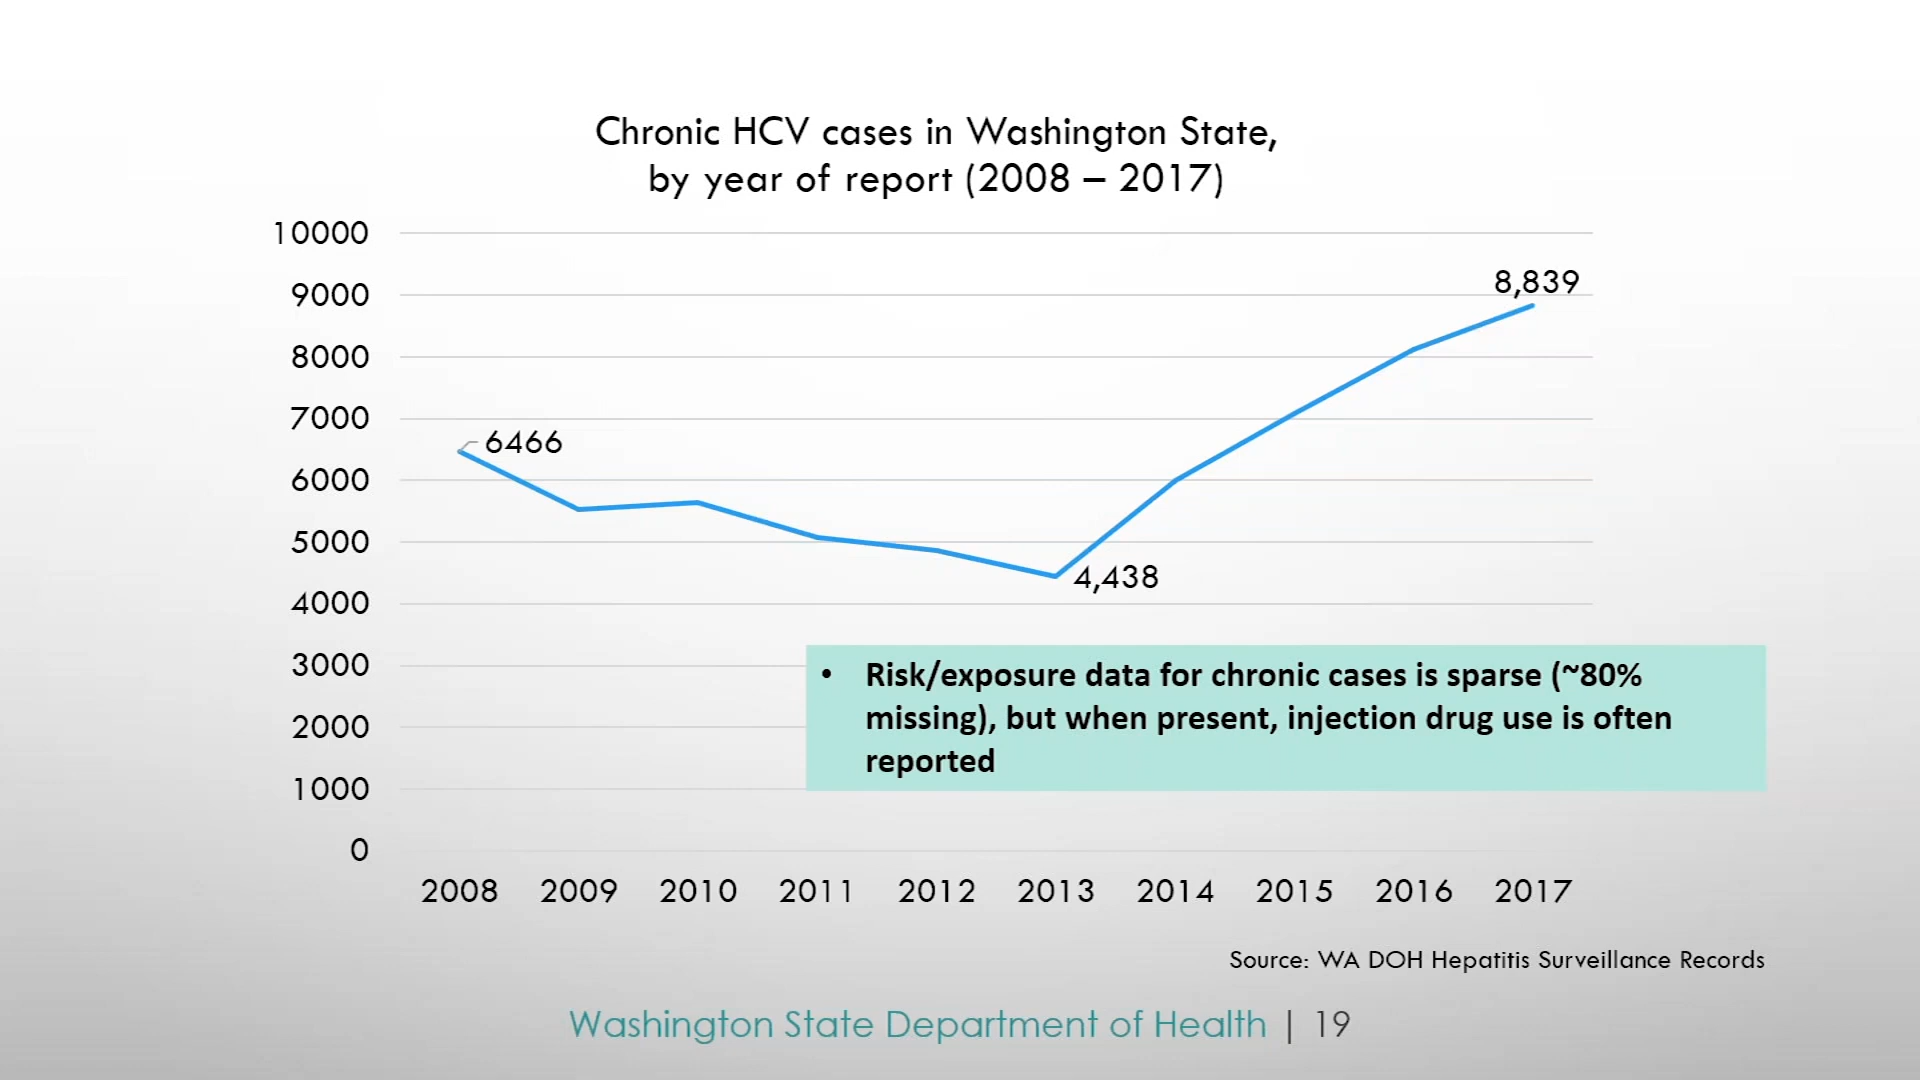 Chronic HCV cases in Washington State,
by year of report (2008 – 2017)
10000
9000
8000
7000
6000
5000
4000
3000
2000
1000
0
6466
4,438
8,839
• Risk/exposure data for chronic cases is sparse (~80%
missing), but when present, injection drug use is often
reported
2008 2009 2010 2011 2012 2013 2014 2015 2016 2017
Source: WA DOH Hepatitis Surveillance Records
Washington State Department of Health | 19